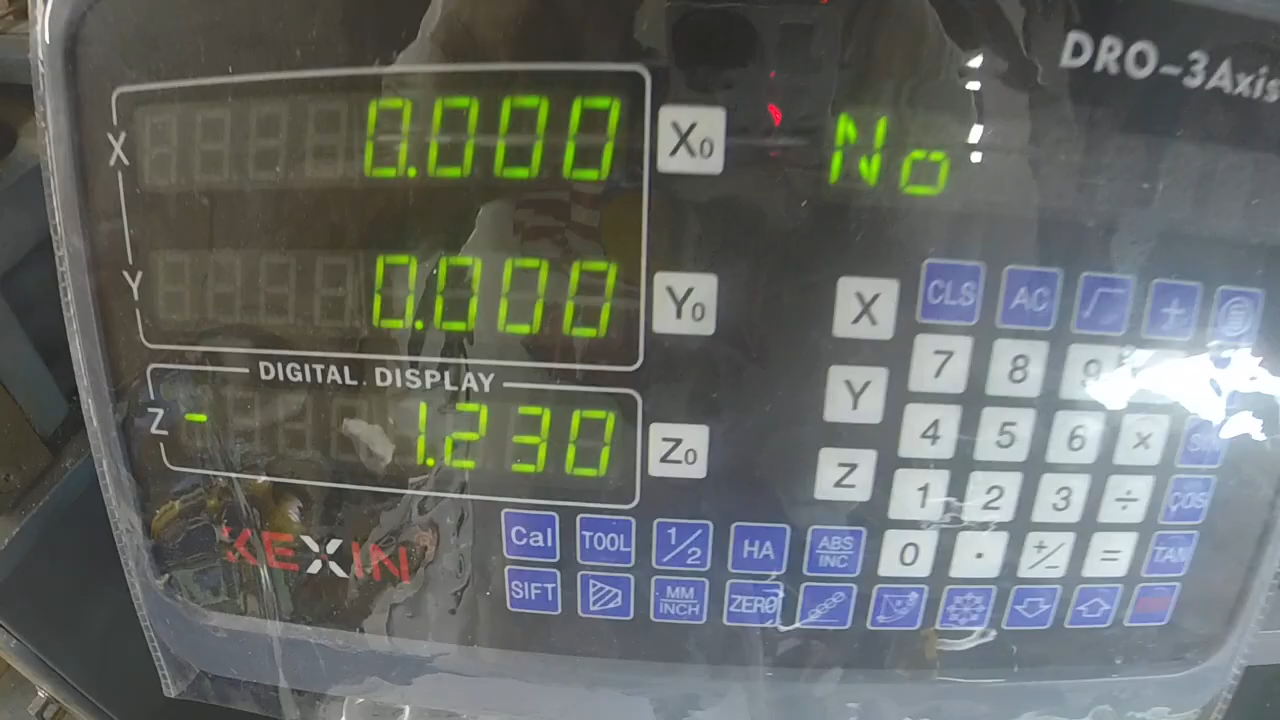 DRO-3Axis
X 0.000 X0 No
Y 0.000 Y0
DIGITAL DISPLAY
Z - 1.230 Z0
X CLS AC √ ±
7 8 9
Y
4 5 6 ×
Z
1 2 3 ÷ COS
KEXIN
Cal TOOL 1/2 HA ABS/INC 0 . +/- = TAN
SIFT MM/INCH ZERO